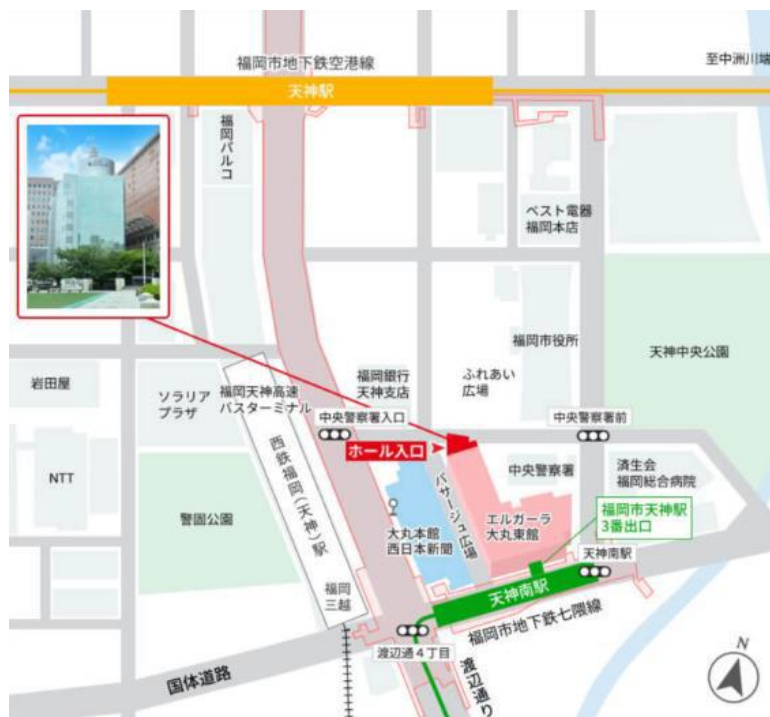 福岡市地下鉄空港線
至中洲川端
天神駅
福岡パルコ
ベスト電器
福岡本店
福岡市役所
天神中央公園
岩田屋
ソラリア
プラザ
福岡天神高速
バスターミナル
福岡銀行
天神支店
ふれあい
広場
中央警察署入口
中央警察署前
ホール入口
西鉄福岡(天神)駅
NTT
中央警察署
済生会
福岡総合病院
パサージュ広場
福岡市天神駅
3番出口
警固公園
大丸本館
西日本新聞
エルガーラ
大丸東館
天神南駅
天神南駅
福岡
三越
福岡市地下鉄七隈線
渡辺通4丁目
国体道路
渡辺通り
N